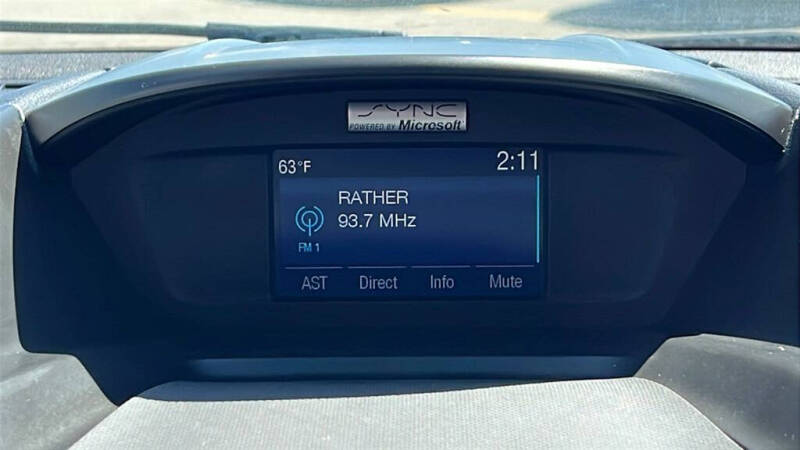 SYNC
POWERED BY Microsoft
63°F 2:11
RATHER
93.7 MHz
FM 1
AST Direct Info Mute